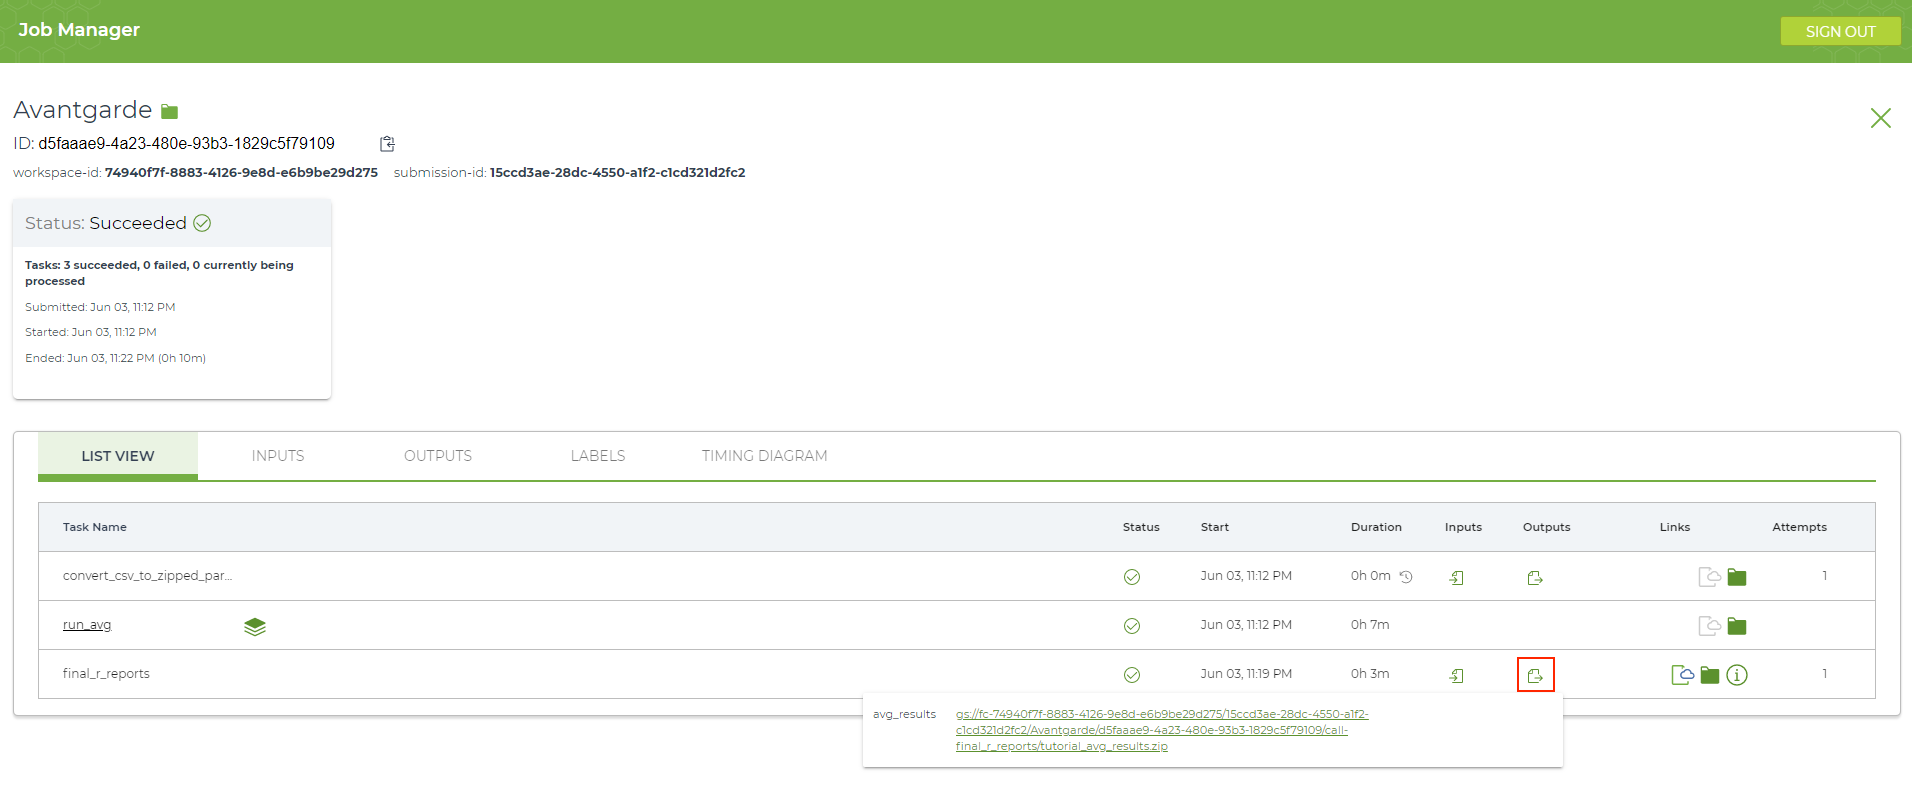 Job Manager
SIGN OUT
Avantgarde
ID: d5faaae9-4a23-480e-93b3-1829c5f79109
workspace-id: 74940f7f-8883-4126-9e8d-e6b9be29d275 submission-id: 15ccd3ae-28dc-4550-a1f2-c1cd321d2fc2
Status: Succeeded
Tasks: 3 succeeded, 0 failed, 0 currently being
processed
Submitted: Jun 03, 11:12 PM
Started: Jun 03, 11:12 PM
Ended: Jun 03, 11:22 PM (0h 10m)
LIST VIEW INPUTS OUTPUTS LABELS TIMING DIAGRAM
Task Name Status Start Duration Inputs Outputs Links Attempts
convert_csv_to_zipped_par... Jun 03, 11:12 PM 0h 0m 1
run_avg Jun 03, 11:12 PM 0h 7m
final_r_reports Jun 03, 11:19 PM 0h 3m 1
avg_results gs://fc-74940f7f-8883-4126-9e8d-e6b9be29d275/15ccd3ae-28dc-4550-a1f2-
c1cd321d2fc2/Avantgarde/d5faaae9-4a23-480e-93b3-1829c5f79109/call-
final_r_reports/tutorial_avg_results.zip